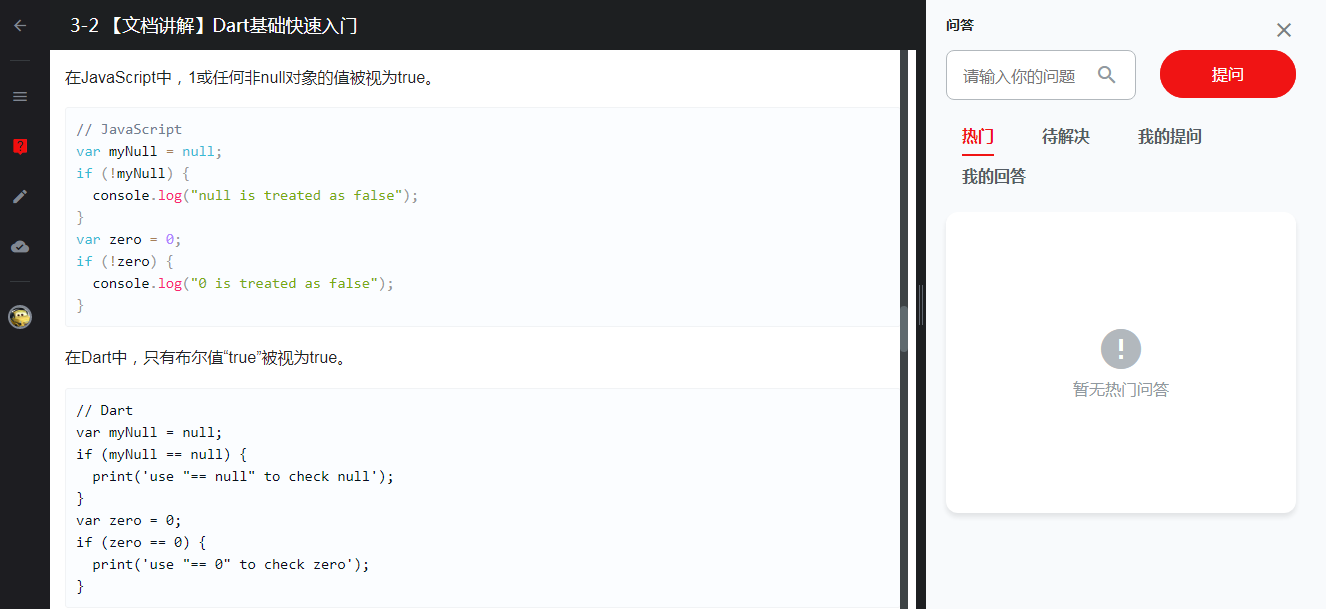 3-2 【文档讲解】Dart基础快速入门
在JavaScript中，1或任何非null对象的值被视为true。
// JavaScript
var myNull = null;
if (!myNull) {
  console.log("null is treated as false");
}
var zero = 0;
if (!zero) {
  console.log("0 is treated as false");
}
在Dart中，只有布尔值“true”被视为true。
// Dart
var myNull = null;
if (myNull == null) {
  print('use "== null" to check null');
}
var zero = 0;
if (zero == 0) {
  print('use "== 0" to check zero');
}
问答
请输入你的问题
提问
热门 待解决 我的提问
我的回答
暂无热门问答